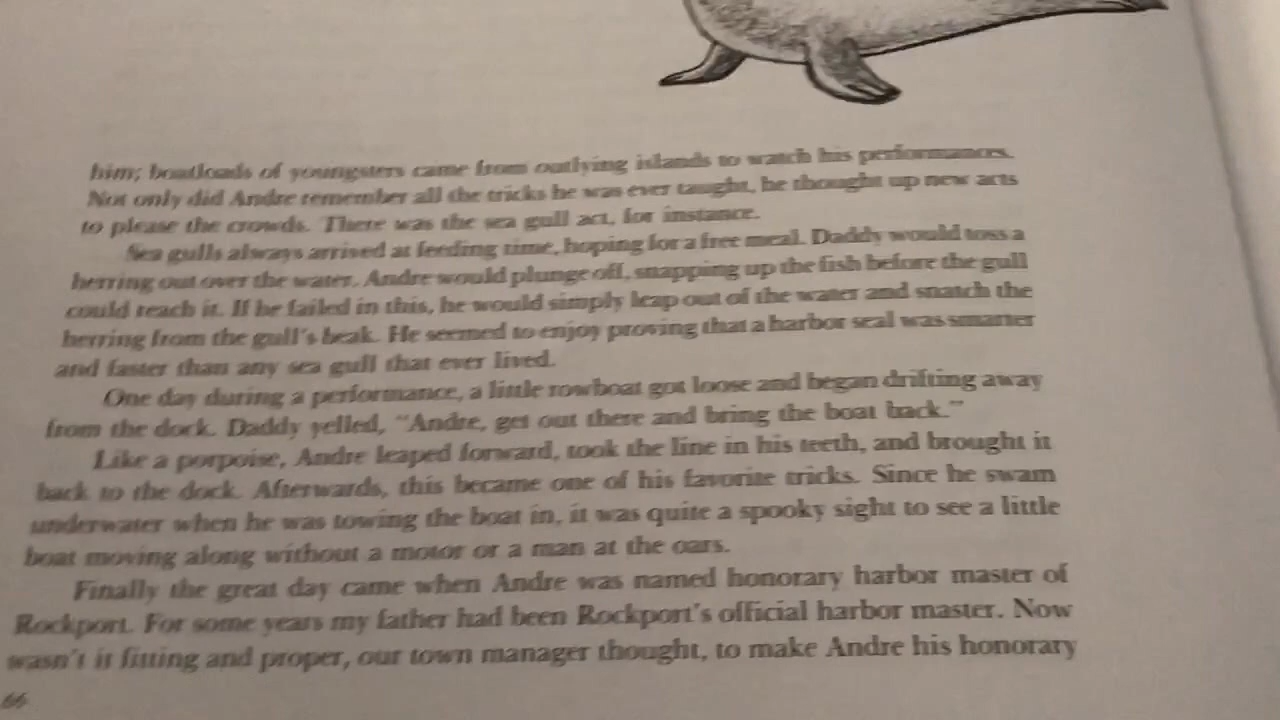 him; boatloads of youngsters came from outlying islands to watch his performances.
Not only did Andre remember all the tricks he was ever taught, he thought up new acts
to please the crowds. There was the sea gull act, for instance.
Sea gulls always arrived at feeding time, hoping for a free meal. Daddy would toss a
herring out over the water. Andre would plunge off, snapping up the fish before the gull
could reach it. If he failed in this, he would simply leap out of the water and snatch the
herring from the gull's beak. He seemed to enjoy proving that a harbor seal was smarter
and faster than any sea gull that ever lived.
One day during a performance, a little rowboat got loose and began drifting away
from the dock. Daddy yelled, "Andre, get out there and bring the boat back."
Like a porpoise, Andre leaped forward, took the line in his teeth, and brought it
back to the dock. Afterwards, this became one of his favorite tricks. Since he swam
underwater when he was towing the boat in, it was quite a spooky sight to see a little
boat moving along without a motor or a man at the oars.
Finally the great day came when Andre was named honorary harbor master of
Rockport. For some years my father had been Rockport's official harbor master. Now
wasn't it fitting and proper, our town manager thought, to make Andre his honorary
66